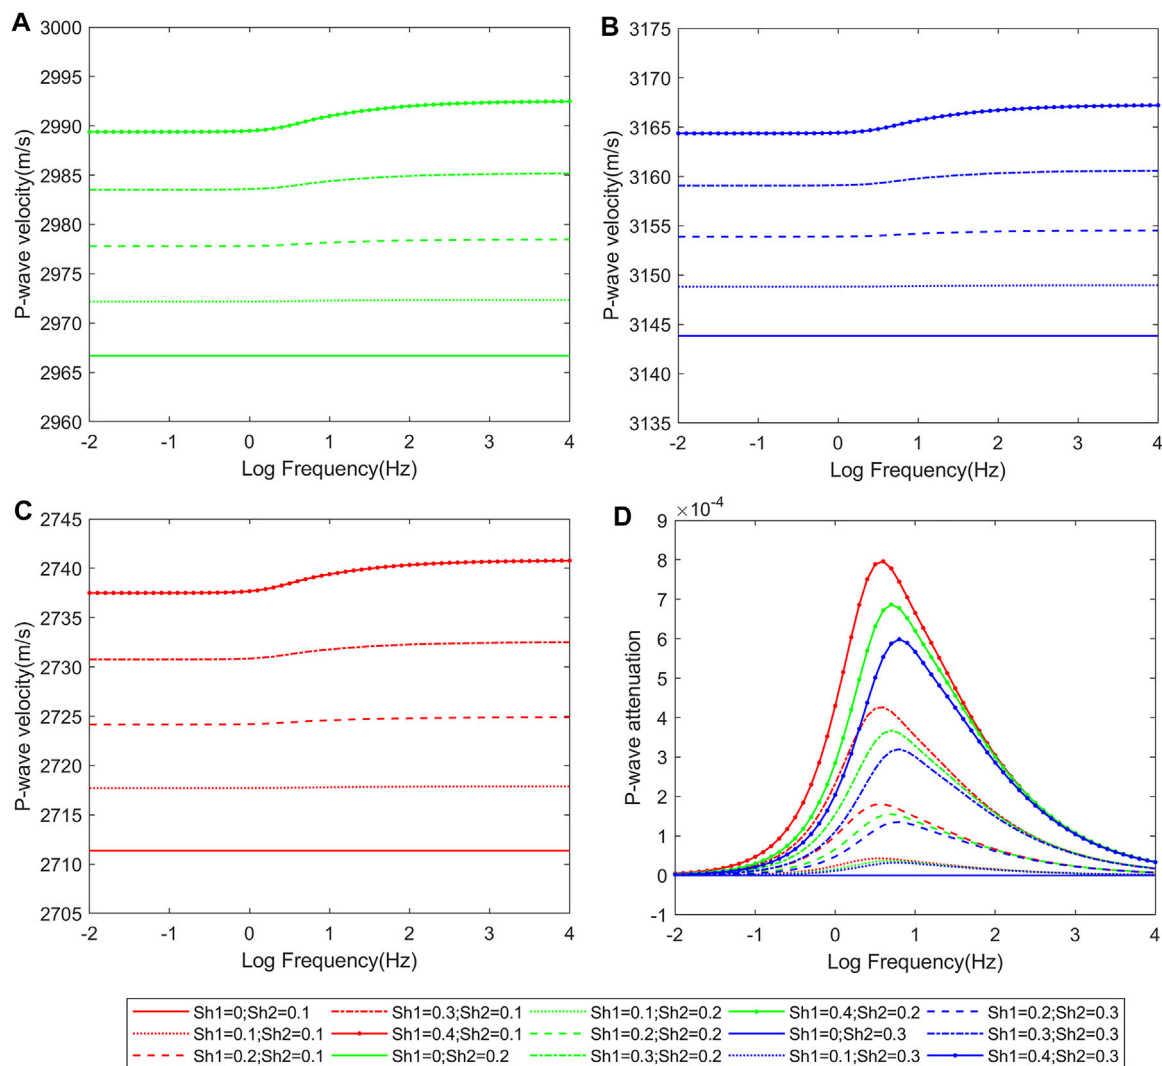 A
3000
2995
2990
2985
2980
2975
2970
2965
2960
P-wave velocity(m/s)
-2 -1 0 1 2 3 4
Log Frequency(Hz)
B
3175
3170
3165
3160
3155
3150
3145
3140
3135
P-wave velocity(m/s)
-2 -1 0 1 2 3 4
Log Frequency(Hz)
C
2745
2740
2735
2730
2725
2720
2715
2710
2705
P-wave velocity(m/s)
-2 -1 0 1 2 3 4
Log Frequency(Hz)
D
×10⁻⁴
9
8
7
6
5
4
3
2
1
0
-1
P-wave attenuation
-2 -1 0 1 2 3 4
Log Frequency(Hz)
Sh1=0;Sh2=0.1 Sh1=0.3;Sh2=0.1 Sh1=0.1;Sh2=0.2 Sh1=0.4;Sh2=0.2 Sh1=0.2;Sh2=0.3
Sh1=0.1;Sh2=0.1 Sh1=0.4;Sh2=0.1 Sh1=0.2;Sh2=0.2 Sh1=0;Sh2=0.3 Sh1=0.3;Sh2=0.3
Sh1=0.2;Sh2=0.1 Sh1=0;Sh2=0.2 Sh1=0.3;Sh2=0.2 Sh1=0.1;Sh2=0.3 Sh1=0.4;Sh2=0.3